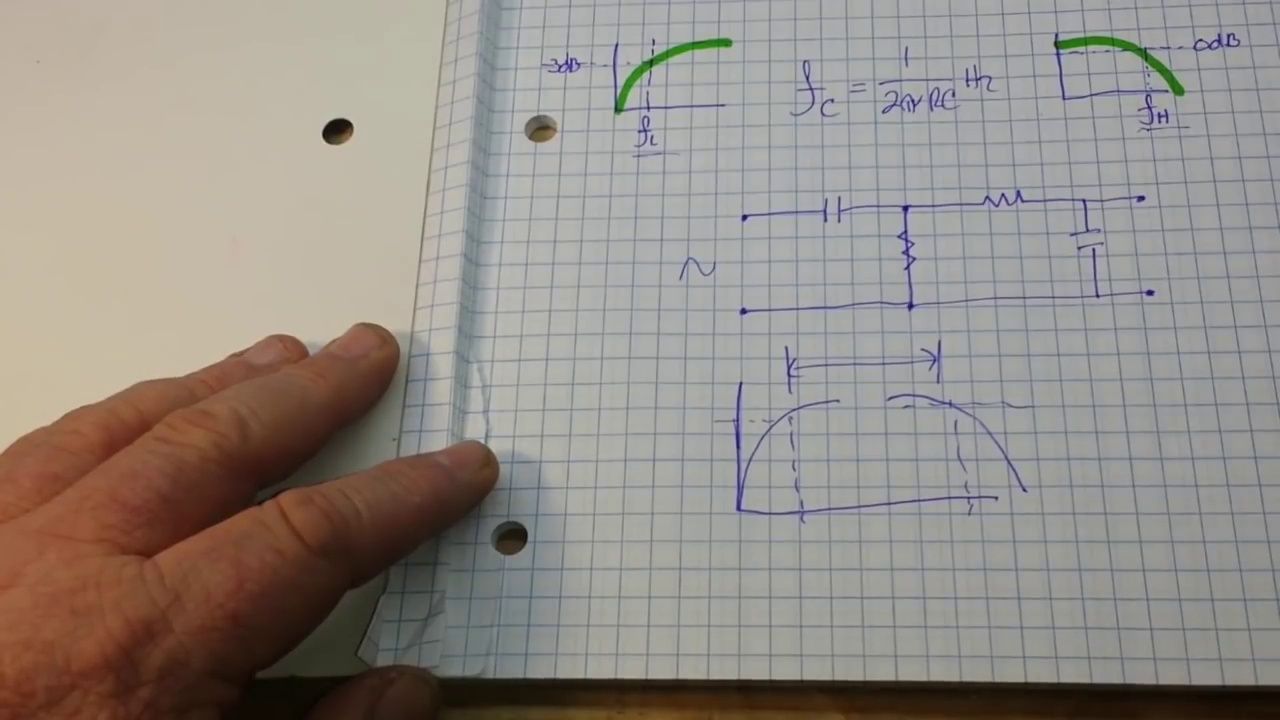 -3dB
fL
fC = 1/2πRC Hz
0dB
fH
~